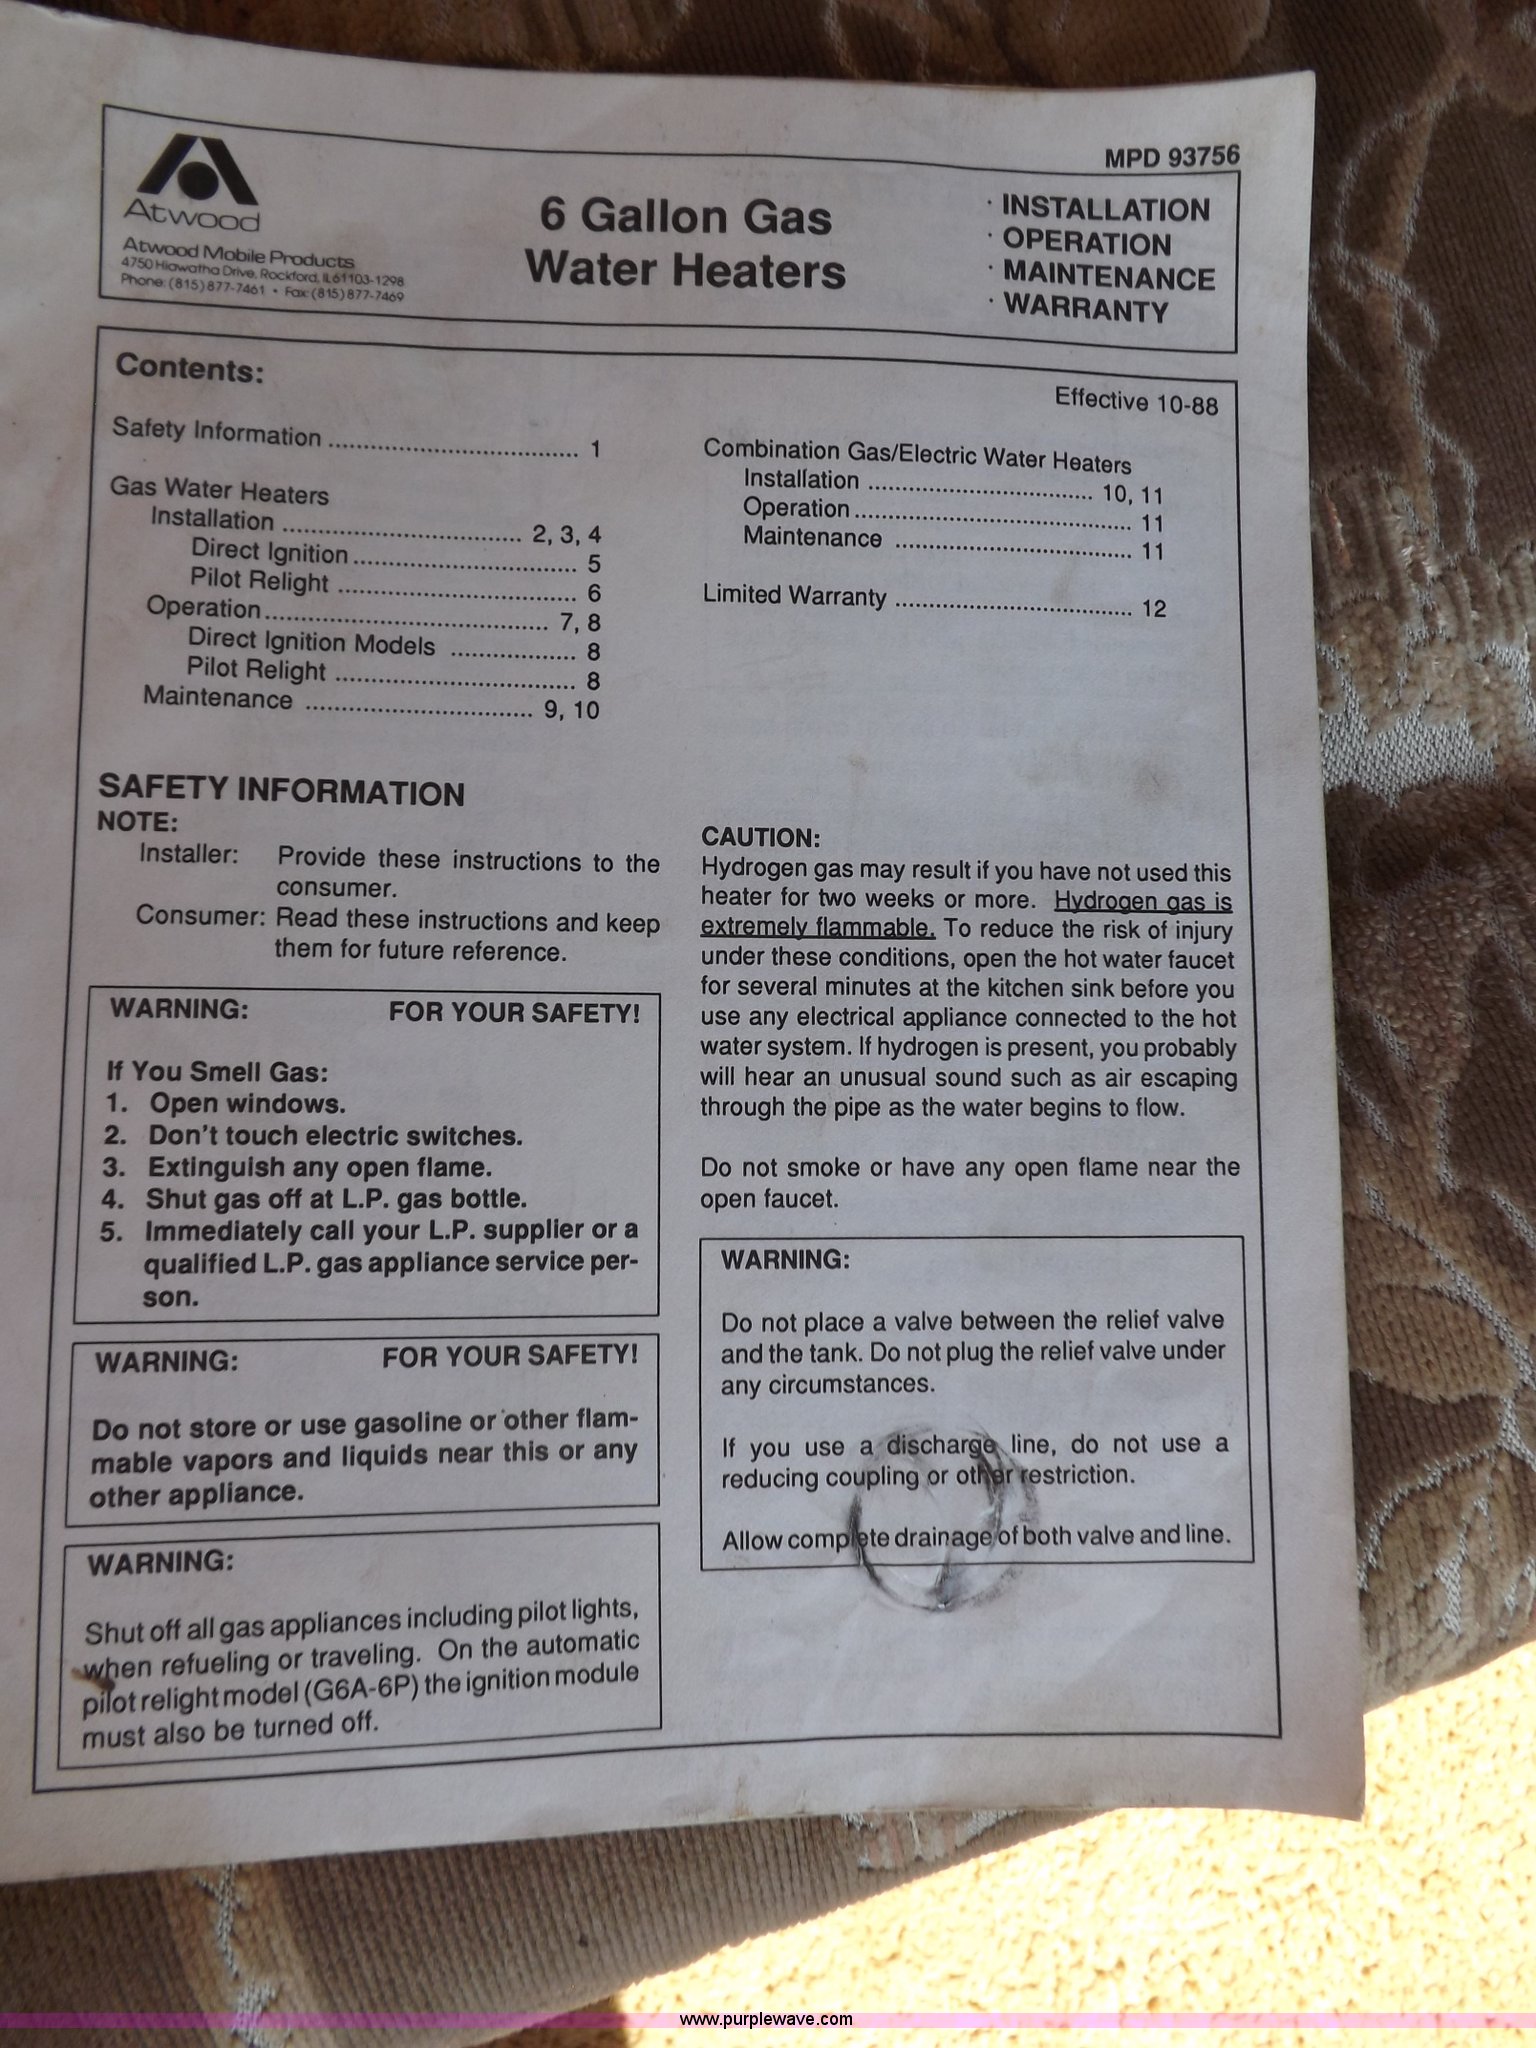 MPD 93756
Atwood
Atwood Mobile Products
4750 Hiawatha Drive, Rockford, IL 61103-1298
Phone: (815) 877-7461 • Fax: (815) 877-7469
6 Gallon Gas
Water Heaters
· INSTALLATION
· OPERATION
· MAINTENANCE
· WARRANTY
Contents:
Effective 10-88
Safety Information ..................................... 1
Gas Water Heaters
Installation ................................... 2, 3, 4
Direct Ignition ................................. 5
Pilot Relight ................................... 6
Operation .......................................... 7, 8
Direct Ignition Models ................... 8
Pilot Relight .................................... 8
Maintenance .................................. 9, 10
Combination Gas/Electric Water Heaters
Installation ................................. 10, 11
Operation ......................................... 11
Maintenance ................................... 11
Limited Warranty ................................... 12
SAFETY INFORMATION
NOTE:
Installer: Provide these instructions to the
consumer.
Consumer: Read these instructions and keep
them for future reference.
WARNING: FOR YOUR SAFETY!
If You Smell Gas:
1. Open windows.
2. Don't touch electric switches.
3. Extinguish any open flame.
4. Shut gas off at L.P. gas bottle.
5. Immediately call your L.P. supplier or a
qualified L.P. gas appliance service per-
son.
WARNING: FOR YOUR SAFETY!
Do not store or use gasoline or other flam-
mable vapors and liquids near this or any
other appliance.
WARNING:
Shut off all gas appliances including pilot lights,
when refueling or traveling. On the automatic
pilot relight model (G6A-6P) the ignition module
must also be turned off.
CAUTION:
Hydrogen gas may result if you have not used this
heater for two weeks or more. Hydrogen gas is
extremely flammable. To reduce the risk of injury
under these conditions, open the hot water faucet
for several minutes at the kitchen sink before you
use any electrical appliance connected to the hot
water system. If hydrogen is present, you probably
will hear an unusual sound such as air escaping
through the pipe as the water begins to flow.
Do not smoke or have any open flame near the
open faucet.
WARNING:
Do not place a valve between the relief valve
and the tank. Do not plug the relief valve under
any circumstances.
If you use a discharge line, do not use a
reducing coupling or other restriction.
Allow complete drainage of both valve and line.
www.purplewave.com